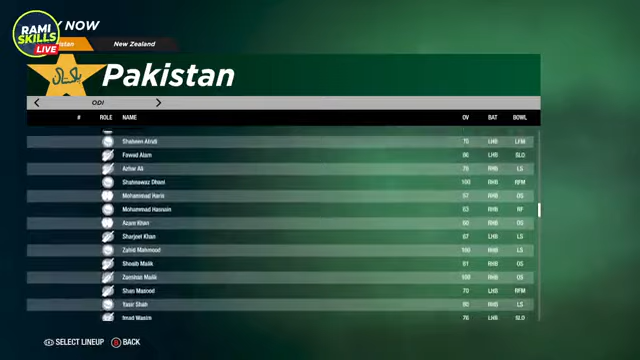 RAMI
SKILLS
LIVE
Y NOW
stan
New Zealand
Pakistan
ODI
# ROLE NAME OV BAT BOWL
Shaheen Afridi 75 LHB LFM
Fawad Alam 86 LHB SLO
Azhar Ali 76 RHB LS
Shahnawaz Dhani 100 RHB RFM
Mohammad Haris 57 RHB OS
Mohammad Hasnain 63 RHB RF
Azam Khan 60 RHB OS
Sharjeel Khan 67 LHB LS
Zahid Mahmood 100 RHB LS
Shoaib Malik 81 RHB OS
Zeeshan Malik 100 RHB OS
Shan Masood 70 LHB RFM
Yasir Shah 80 RHB LS
Imad Wasim 76 LHB SLO
SELECT LINEUP
B BACK